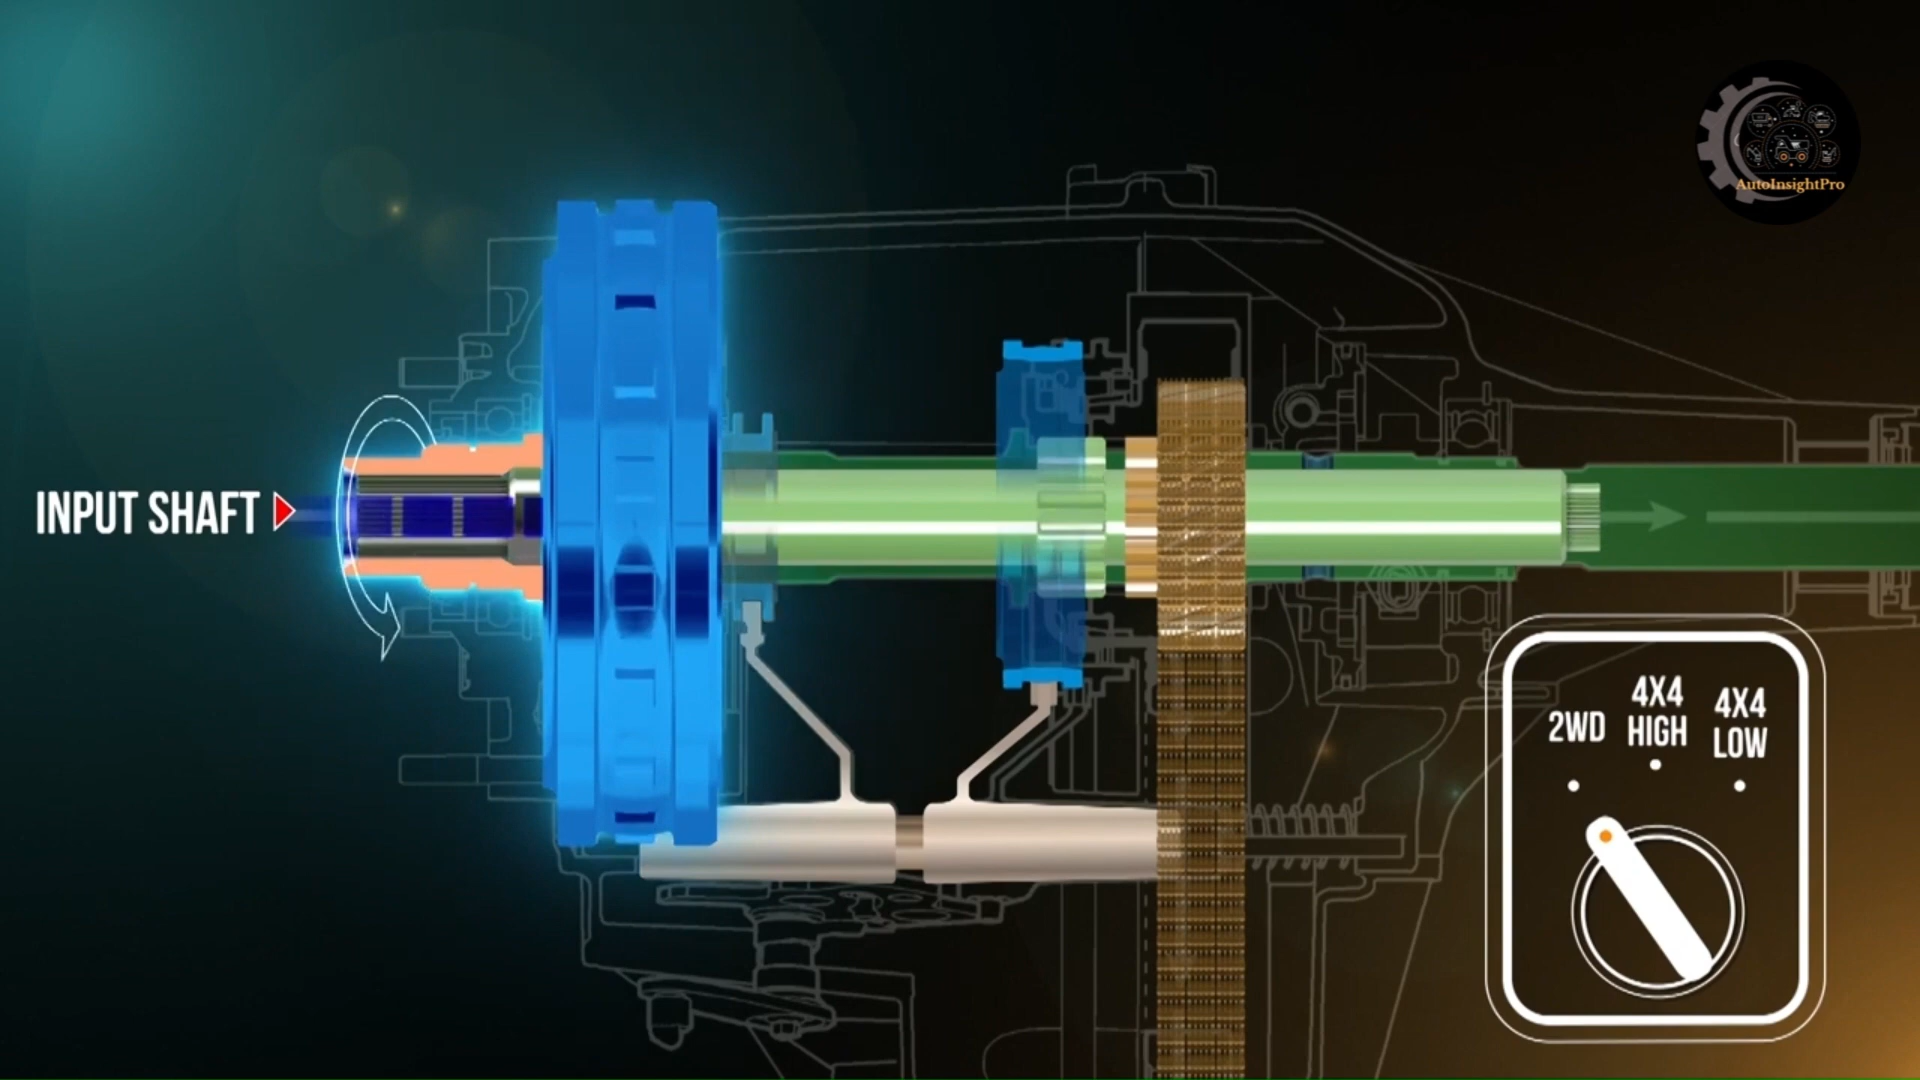 AutoInsightPro
INPUT SHAFT
2WD
4X4
HIGH
4X4
LOW